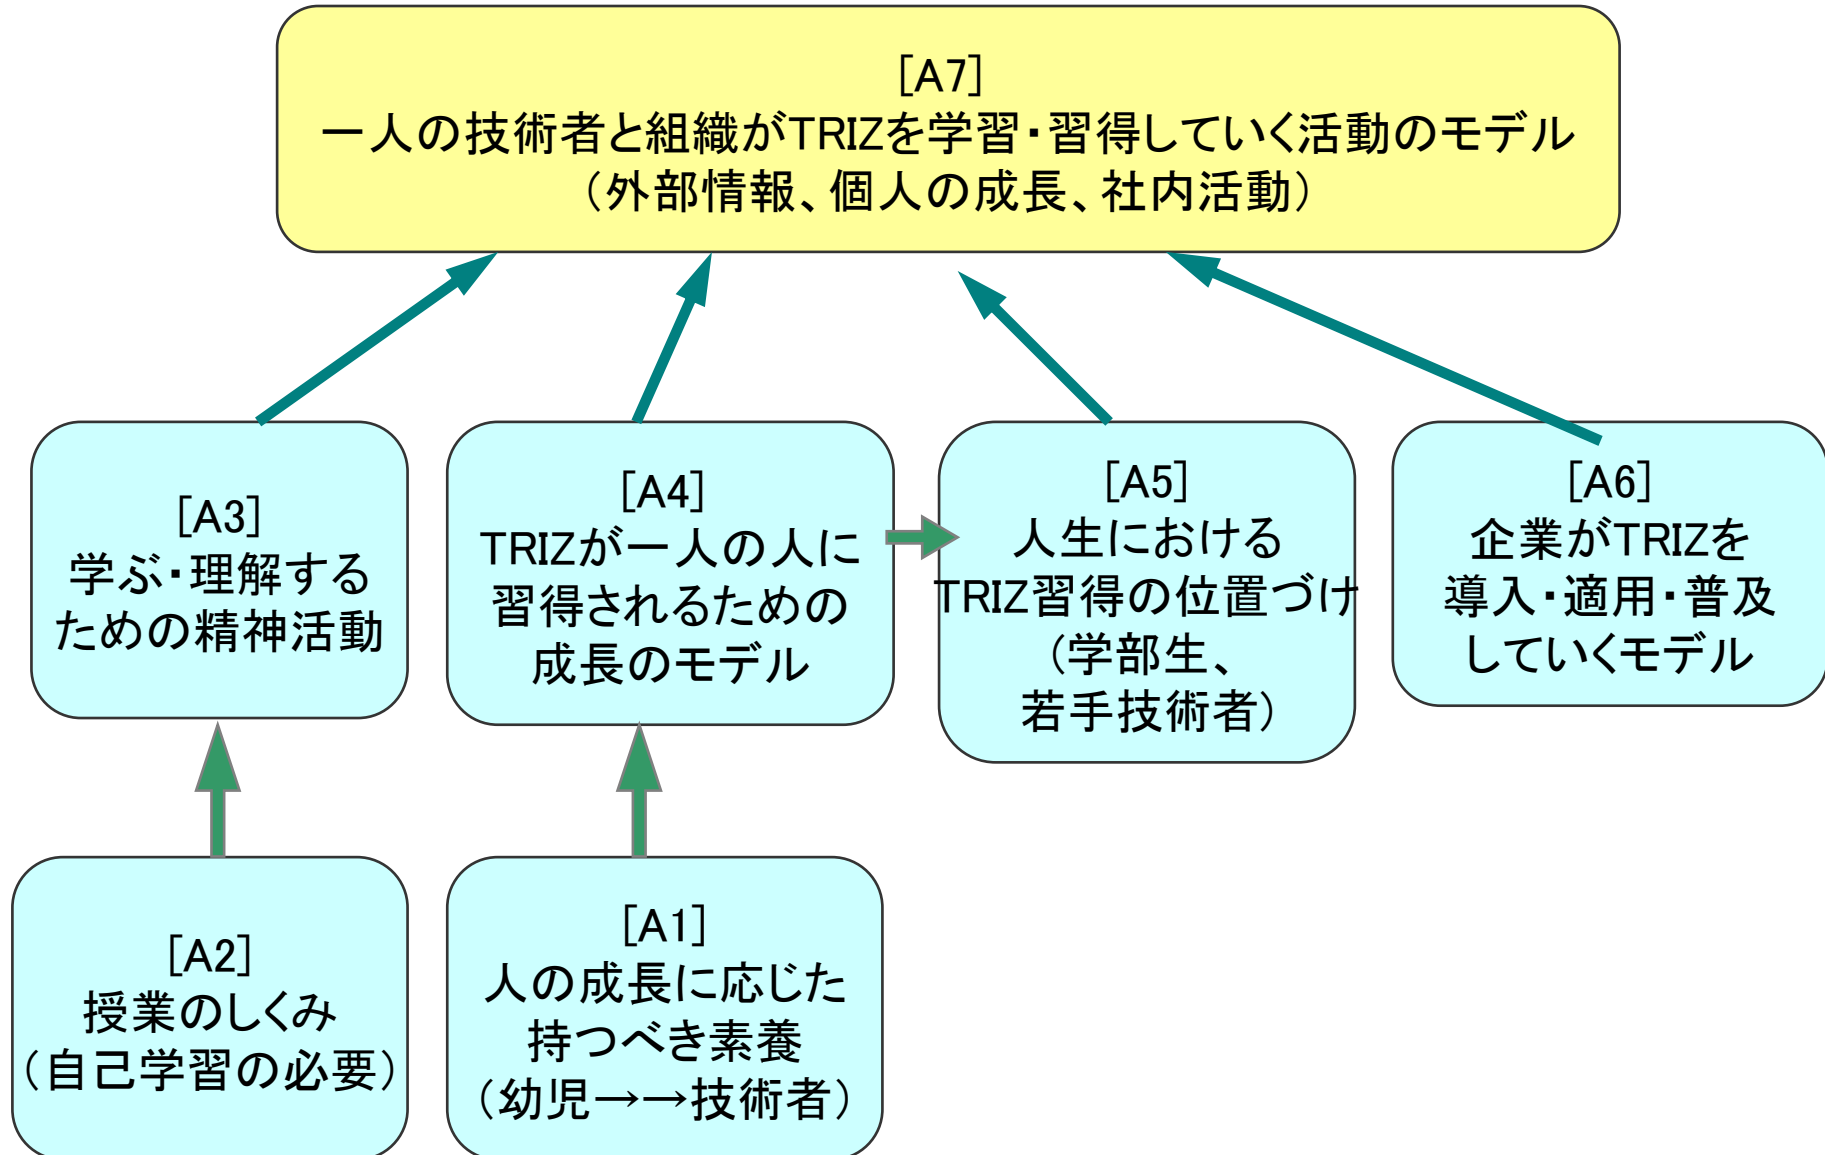 [A7]
一人の技術者と組織がTRIZを学習・習得していく活動のモデル
(外部情報、個人の成長、社内活動)
[A3]
学ぶ・理解する
ための精神活動
[A4]
TRIZが一人の人に
習得されるための
成長のモデル
[A5]
人生における
TRIZ習得の位置づけ
(学部生、
若手技術者)
[A6]
企業がTRIZを
導入・適用・普及
していくモデル
[A2]
授業のしくみ
(自己学習の必要)
[A1]
人の成長に応じた
持つべき素養
(幼児→→技術者)